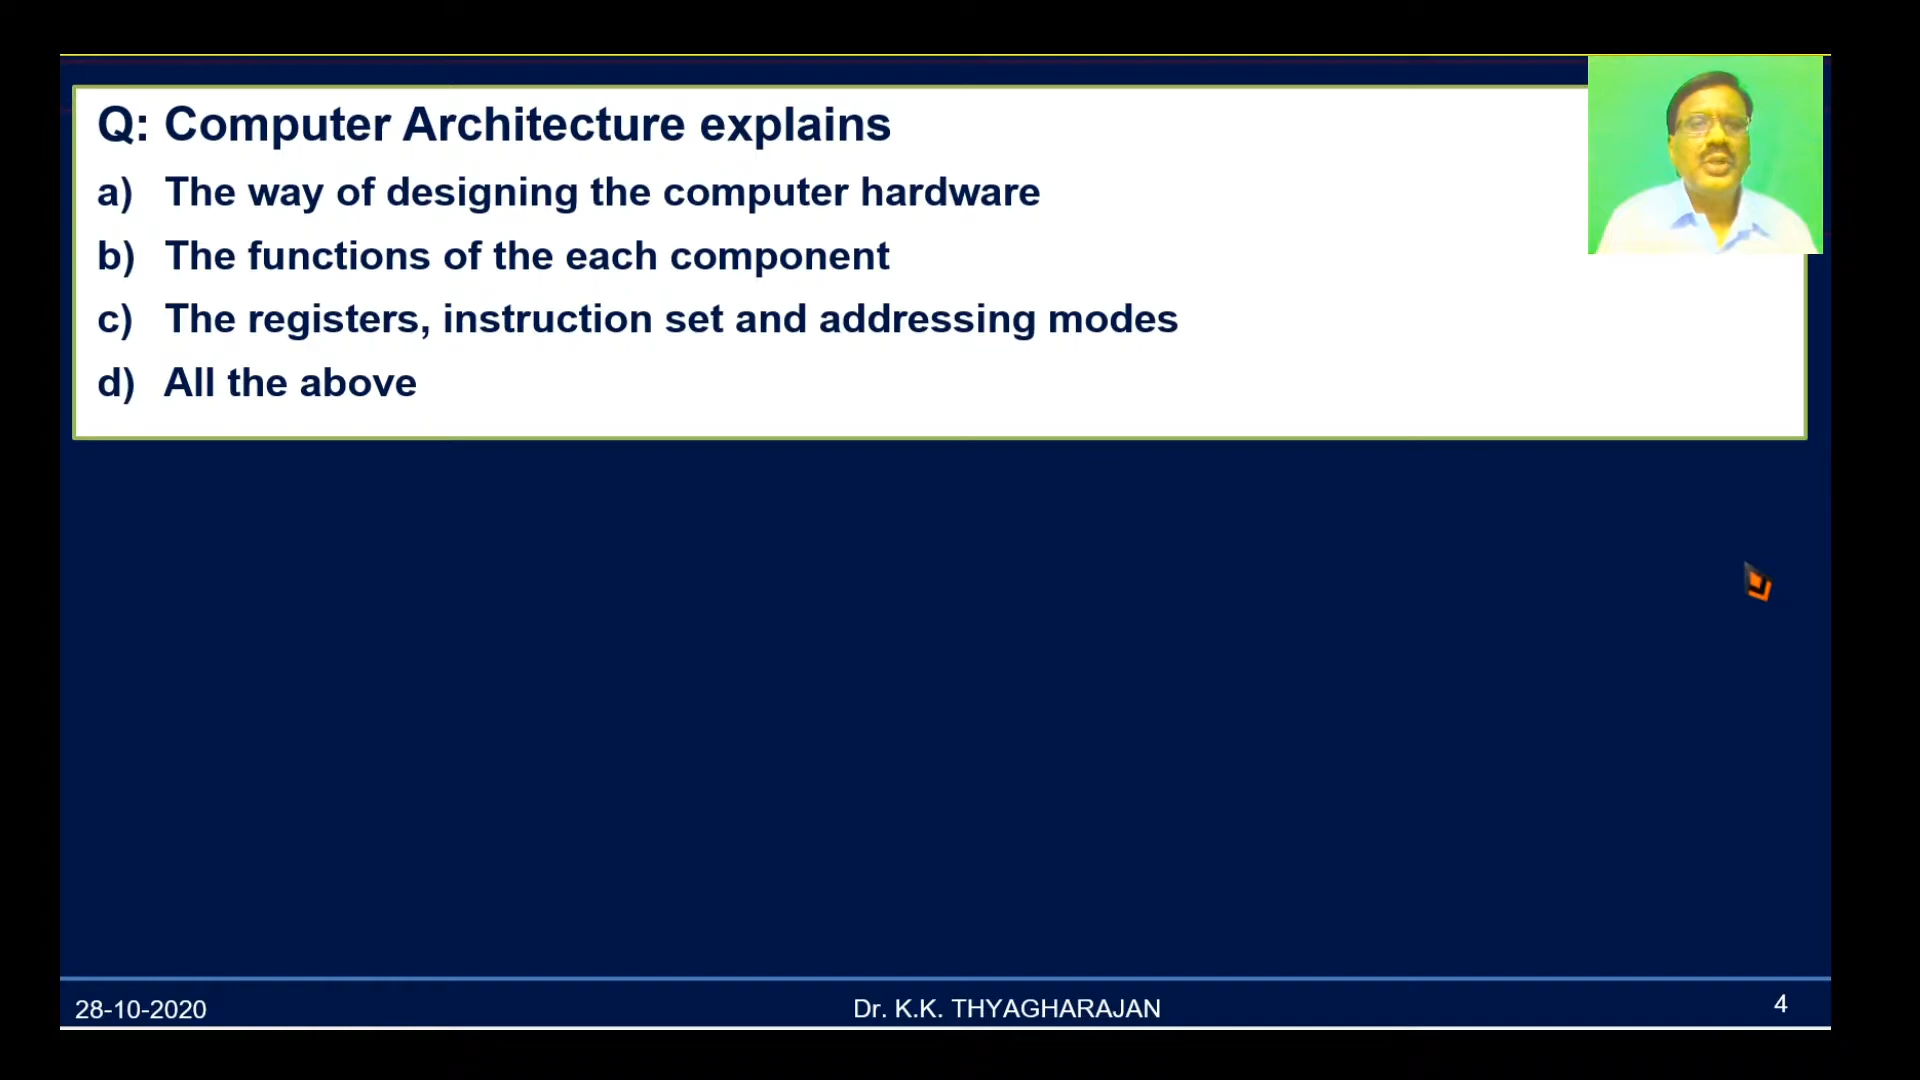 Q: Computer Architecture explains
a) The way of designing the computer hardware
b) The functions of the each component
c) The registers, instruction set and addressing modes
d) All the above
28-10-2020
Dr. K.K. THYAGHARAJAN
4